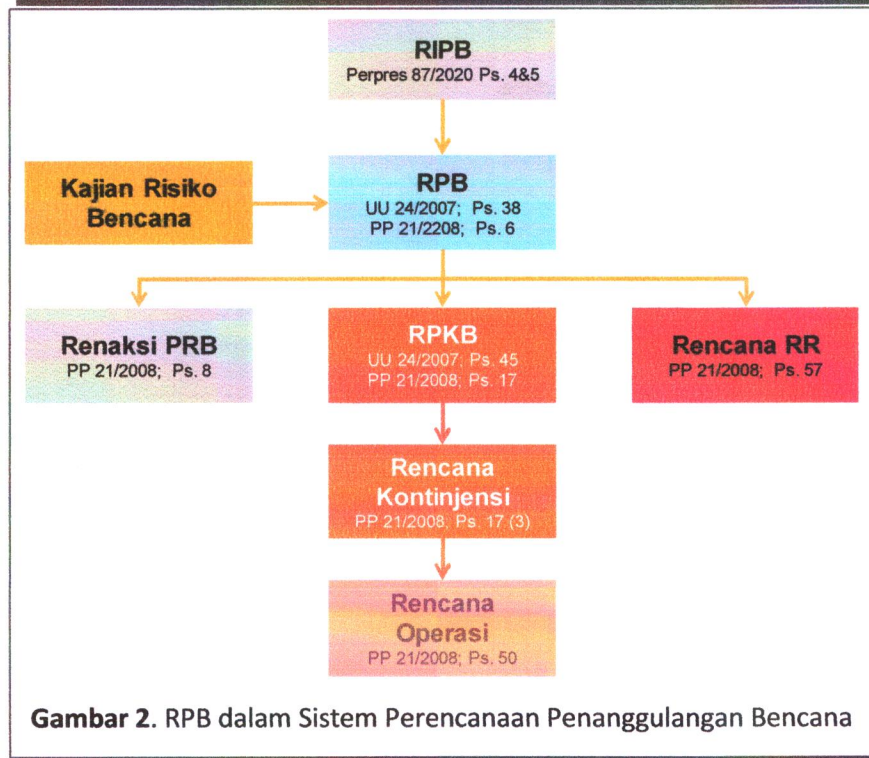 RIPB
Perpres 87/2020 Ps. 4&5
Kajian Risiko
Bencana
RPB
UU 24/2007; Ps. 38
PP 21/2208; Ps. 6
Renaksi PRB
PP 21/2008; Ps. 8
RPKB
UU 24/2007; Ps. 45
PP 21/2008; Ps. 17
Rencana RR
PP 21/2008; Ps. 57
Rencana
Kontinjensi
PP 21/2008; Ps. 17 (3)
Rencana
Operasi
PP 21/2008; Ps. 50
Gambar 2. RPB dalam Sistem Perencanaan Penanggulangan Bencana